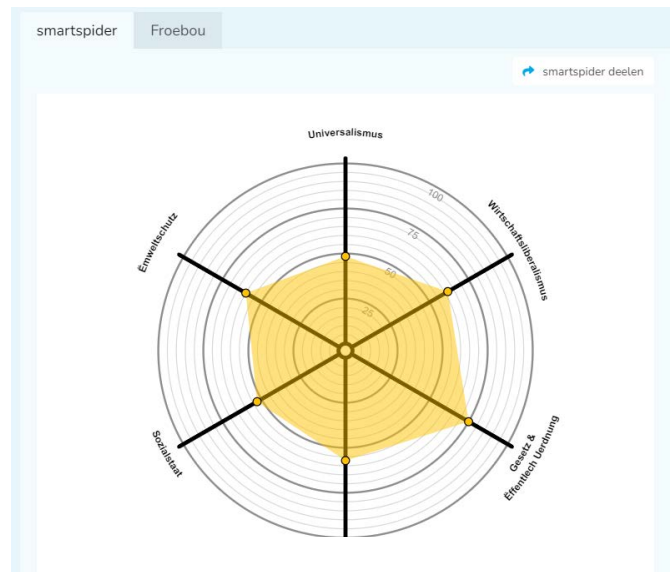 smartspider
Froebou
smartspider deelen
Universalismus
Wirtschaftsliberalismus
Gesetz &
Ëffentlech Uerdnung
Sozialstaat
Ëmweltschutz
100
75
50
25